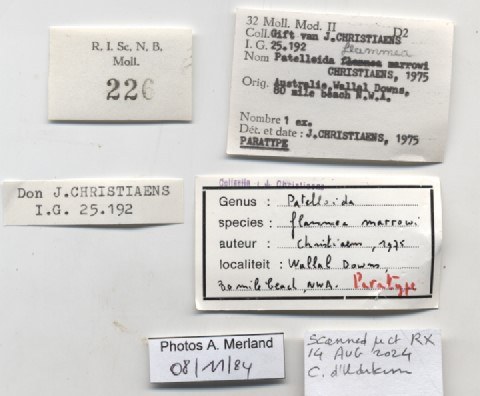 R. I. Sc. N. B.
Moll.
226
32 Moll. Mod. II D2
Coll. Gift van J.CHRISTIAENS
I. G. 25.192 flammea
Nom Patelloida flammea marrowi
CHRISTIAENS, 1975
Orig. Australia, Wallal Downs,
80 mile beach N.W.A.
Nombre 1 ex.
Dét. et date : J.CHRISTIAENS, 1975
PARATYPE
Don J.CHRISTIAENS
I.G. 25.192
Collectie : J. Christiaens
Genus : Patelloida
species: flammea marrowi
auteur : Christiaens, 1975
localiteit : Wallal Downs,
80 mile beach, NWA. Paratype
Photos A. Merland
08/11/84
Scanned µct RX
14 AUG 2024
C. d'Udekem